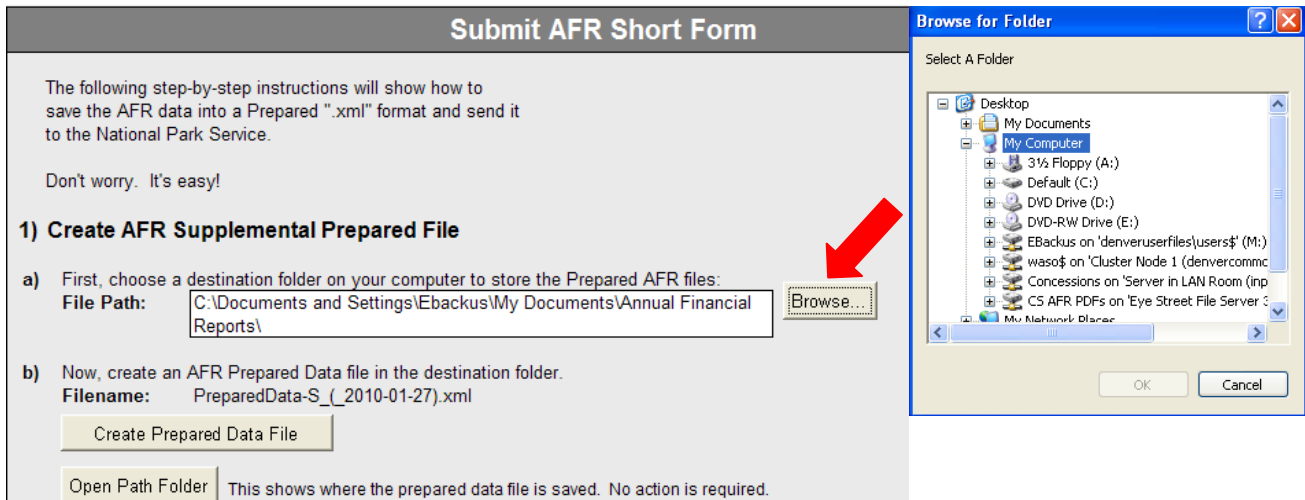 Submit AFR Short Form
The following step-by-step instructions will show how to
save the AFR data into a Prepared ".xml" format and send it
to the National Park Service.
Don't worry. It's easy!
1) Create AFR Supplemental Prepared File
a) First, choose a destination folder on your computer to store the Prepared AFR files:
File Path: C:\Documents and Settings\Ebackus\My Documents\Annual Financial
Reports\
Browse...
b) Now, create an AFR Prepared Data file in the destination folder.
Filename: PreparedData-S_(_2010-01-27).xml
Create Prepared Data File
Open Path Folder This shows where the prepared data file is saved. No action is required.
Browse for Folder
Select A Folder
Desktop
My Documents
My Computer
3½ Floppy (A:)
Default (C:)
DVD Drive (D:)
DVD-RW Drive (E:)
EBackus on 'denveruserfiles\users$' (M:)
waso$ on 'Cluster Node 1 (denvercommc
Concessions on 'Server in LAN Room (inp
CS AFR PDFs on 'Eye Street File Server 3
My Network Places
OK Cancel